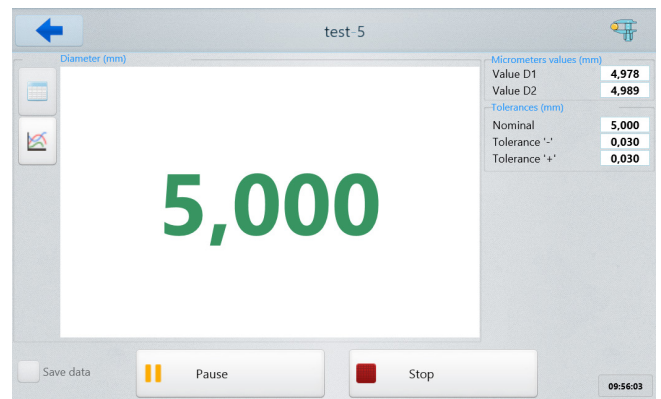 test-5
Diameter (mm)
5,000
Micrometers values (mm)
Value D1 4,978
Value D2 4,989
Tolerances (mm)
Nominal 5,000
Tolerance '-' 0,030
Tolerance '+' 0,030
Save data
Pause
Stop
09:56:03